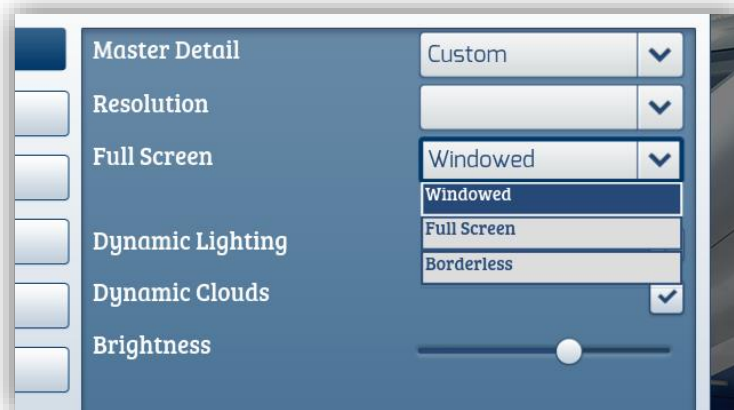 Master Detail
Custom
Resolution
Full Screen
Windowed
Windowed
Full Screen
Borderless
Dynamic Lighting
Dynamic Clouds
Brightness